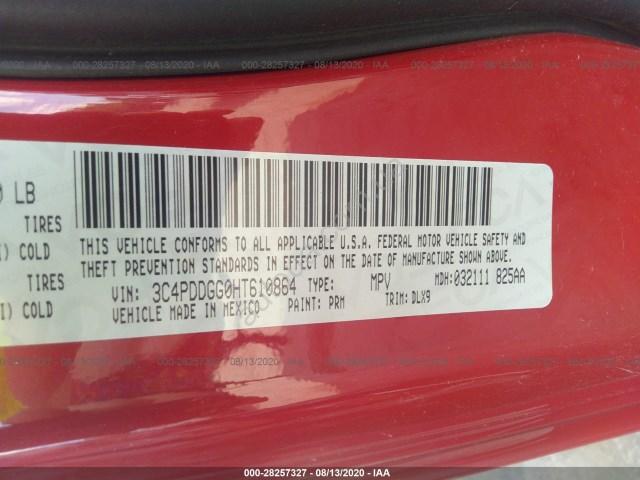 000-28257327 - 08/13/2020 - IAA
0 LB
TIRES
) COLD
TIRES
) COLD
TIRES
THIS VEHICLE CONFORMS TO ALL APPLICABLE U.S.A. FEDERAL MOTOR VEHICLE SAFETY AND
THEFT PREVENTION STANDARDS IN EFFECT ON THE DATE OF MANUFACTURE SHOWN ABOVE.
VIN: 3C4PDDGG0HT610864 TYPE: MPV MDH:032111 825AA
VEHICLE MADE IN MEXICO PAINT: PRM TRIM:DLX9
000-28257327 - 08/13/2020 - IAA